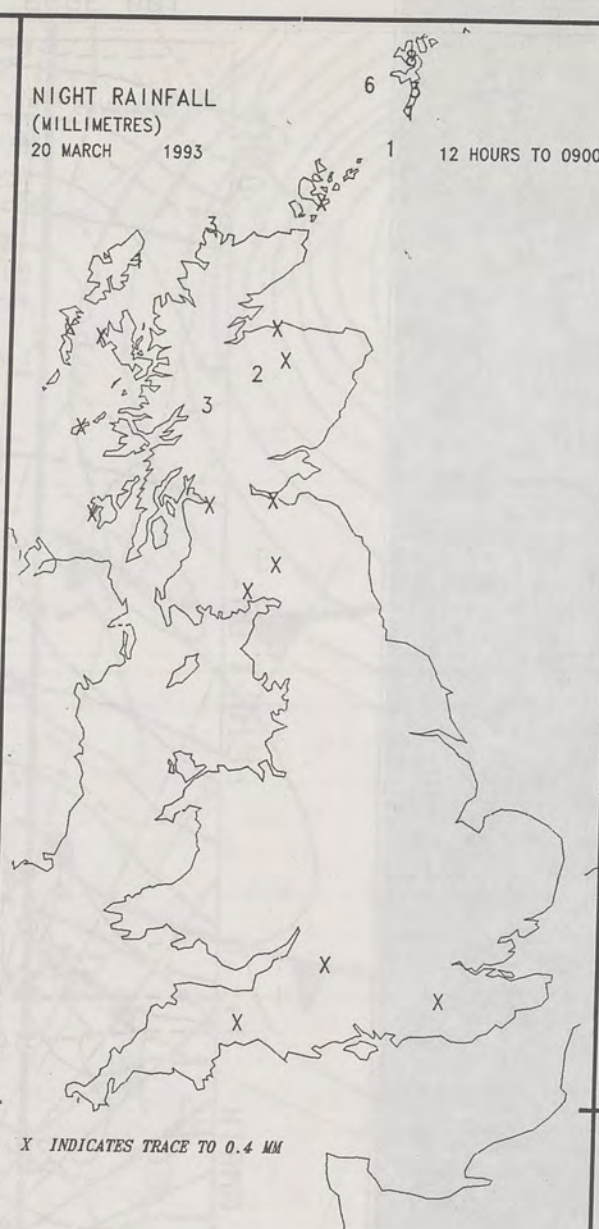 NIGHT RAINFALL
(MILLIMETRES)
20 MARCH 1993
12 HOURS TO 0900
6
1
3
4
X
X
X
X
X
2
3
X
X
X
X
X
X
X
X
X
X
X INDICATES TRACE TO 0.4 MM